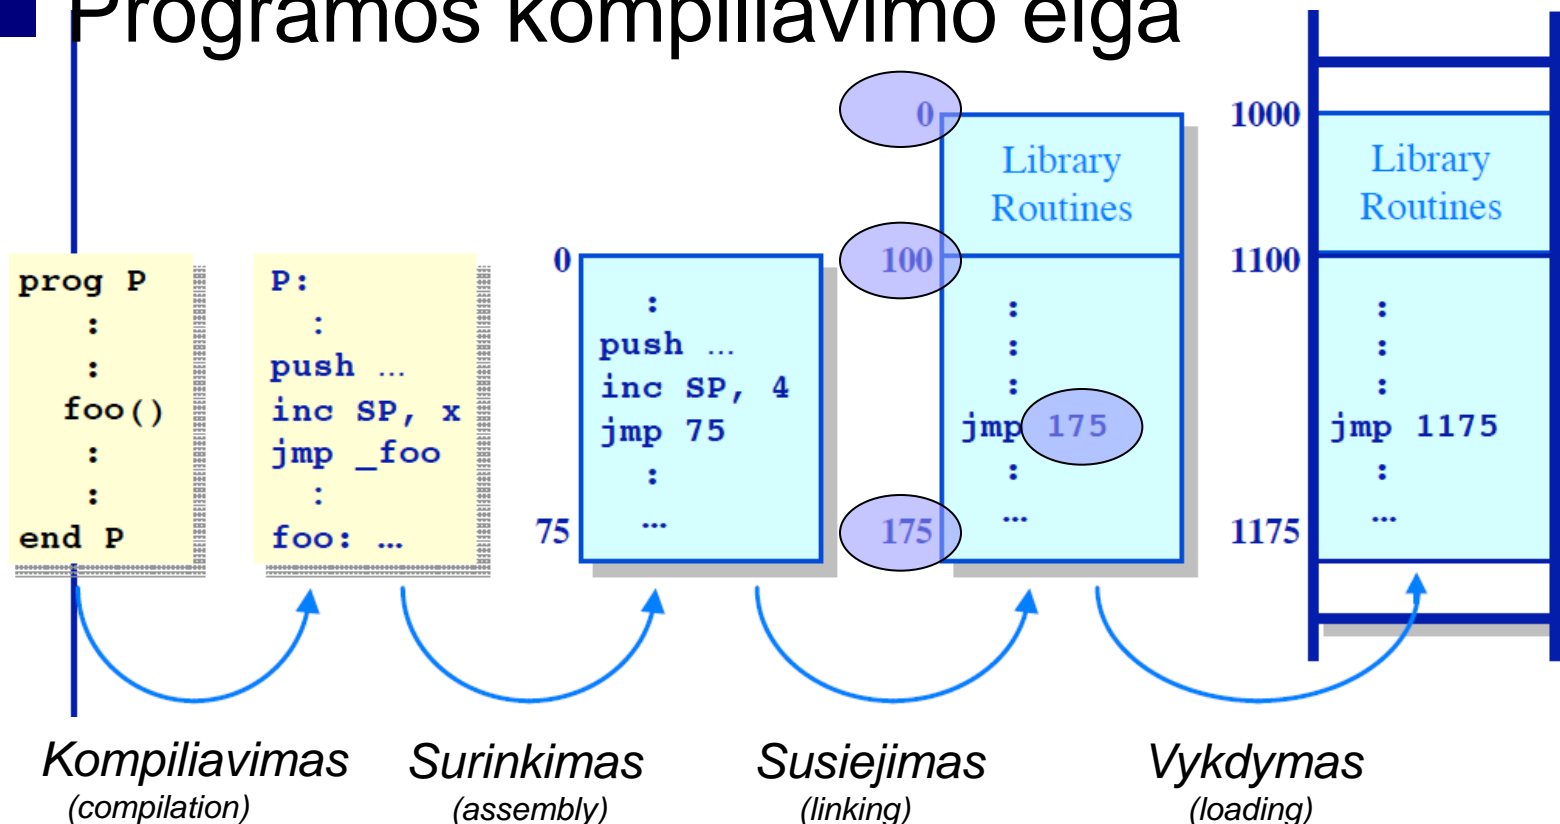 Programos kompiliavimo eiga
prog P
:
:
foo()
:
:
end P
P:
:
push ...
inc SP, x
jmp _foo
:
foo: ...
0
:
push ...
inc SP, 4
jmp 75
:
75
...
0
Library
Routines
100
:
:
:
jmp 175
:
175
...
1000
Library
Routines
1100
:
:
:
jmp 1175
:
1175
...
Kompiliavimas
(compilation)
Surinkimas
(assembly)
Susiejimas
(linking)
Vykdymas
(loading)